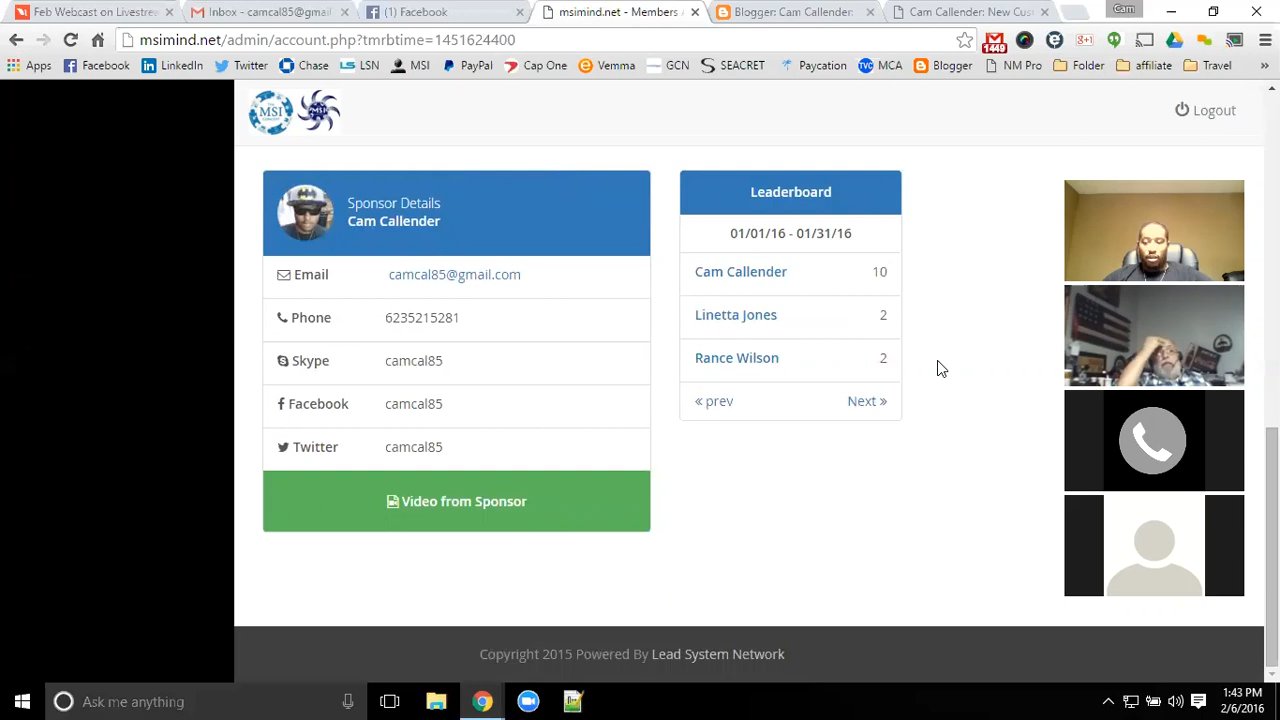 Feb Webcast on Livestre
Inbox - camcal85@gmail
(1) Facebook
msimind.net - Members
Blogger: Cam Callender:
Cam Callender: New Cus
Cam
msimind.net/admin/account.php?tmrbtime=1451624400
1449
Apps
Facebook
LinkedIn
Twitter
Chase
LSN
MSI
PayPal
Cap One
Vemma
GCN
SEACRET
Paycation
TVC MCA
Blogger
NM Pro
Folder
affiliate
Travel
MSI
Logout
Sponsor Details
Cam Callender
Email camcal85@gmail.com
Phone 6235215281
Skype camcal85
Facebook camcal85
Twitter camcal85
Video from Sponsor
Leaderboard
01/01/16 - 01/31/16
Cam Callender 10
Linetta Jones 2
Rance Wilson 2
« prev Next »
Copyright 2015 Powered By Lead System Network
Ask me anything
1:43 PM
2/6/2016